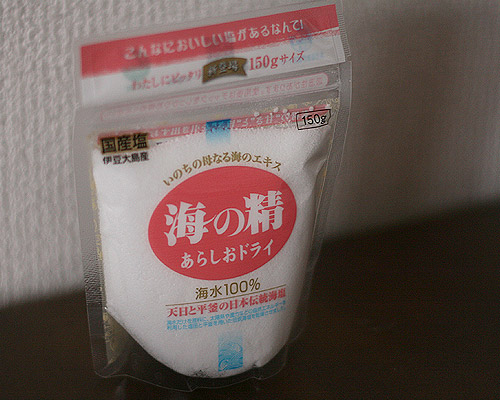 こんなにおいしい塩があるなんて!
わたしにピッタリ 新登場 150gサイズ
150g
国産塩
伊豆大島産
いのちの母なる海のエキス
海の精
あらしおドライ
海水100%
天日と平釜の日本伝統海塩